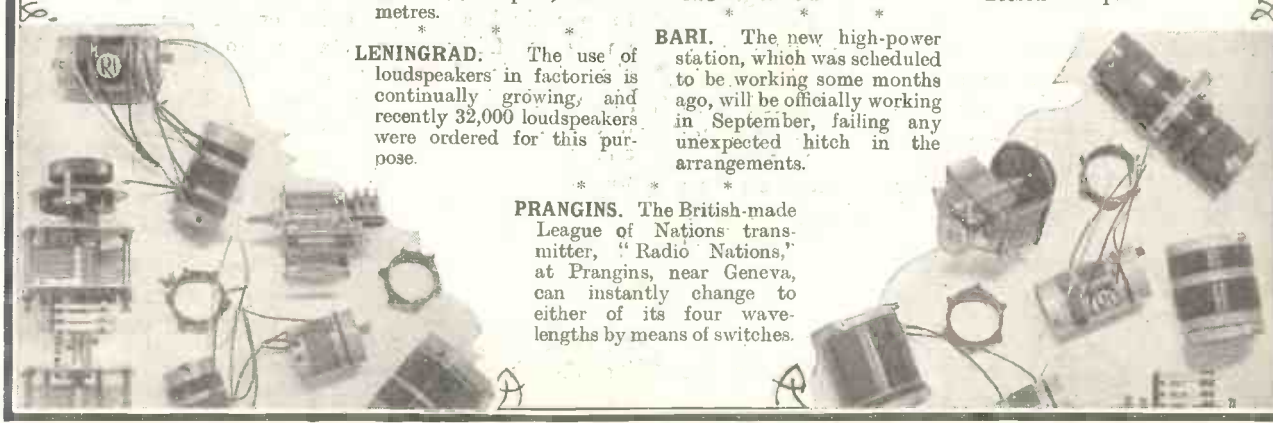 metres.
* * *
LENINGRAD. The use of
loudspeakers in factories is
continually growing, and
recently 32,000 loudspeakers
were ordered for this pur-
pose.
* * *
BARI. The new high-power
station, which was scheduled
to be working some months
ago, will be officially working
in September, failing any
unexpected hitch in the
arrangements.
* * *
PRANGINS. The British-made
League of Nations trans-
mitter, "Radio Nations,"
at Prangins, near Geneva,
can instantly change to
either of its four wave-
lengths by means of switches.
RI
RI